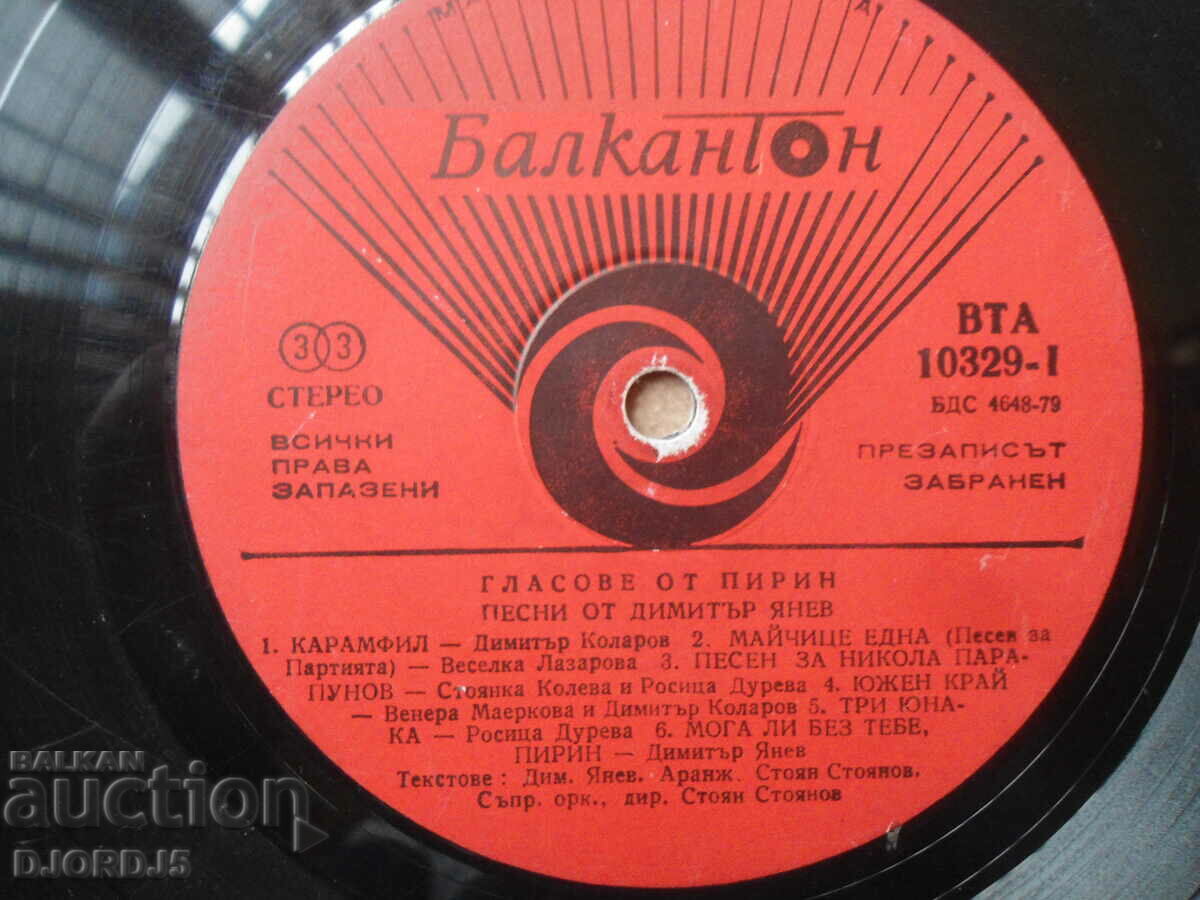 Балкантон
33
СТЕРЕО
ВТА
10329-I
БДС 4648-79
ВСИЧКИ
ПРАВА
ЗАПАЗЕНИ
ПРЕЗАПИСЪТ
ЗАБРАНЕН
ГЛАСОВЕ ОТ ПИРИН
ПЕСНИ ОТ ДИМИТЪР ЯНЕВ
1. КАРАМФИЛ — Димитър Коларов 2. МАЙЧИЦЕ ЕДНА (Песен за
Партията) — Веселка Лазарова 3. ПЕСЕН ЗА НИКОЛА ПАРА-
ПУНОВ — Стоянка Колева и Росица Дурева 4. ЮЖЕН КРАЙ
— Венера Маеркова и Димитър Коларов 5. ТРИ ЮНА-
КА — Росица Дурева 6. МОГА ЛИ БЕЗ ТЕБЕ,
ПИРИН — Димитър Янев
Текстове : Дим. Янев. Аранж. Стоян Стоянов.
Съпр. орк., дир. Стоян Стоянов
BALKAN
auction
DJORDJ5